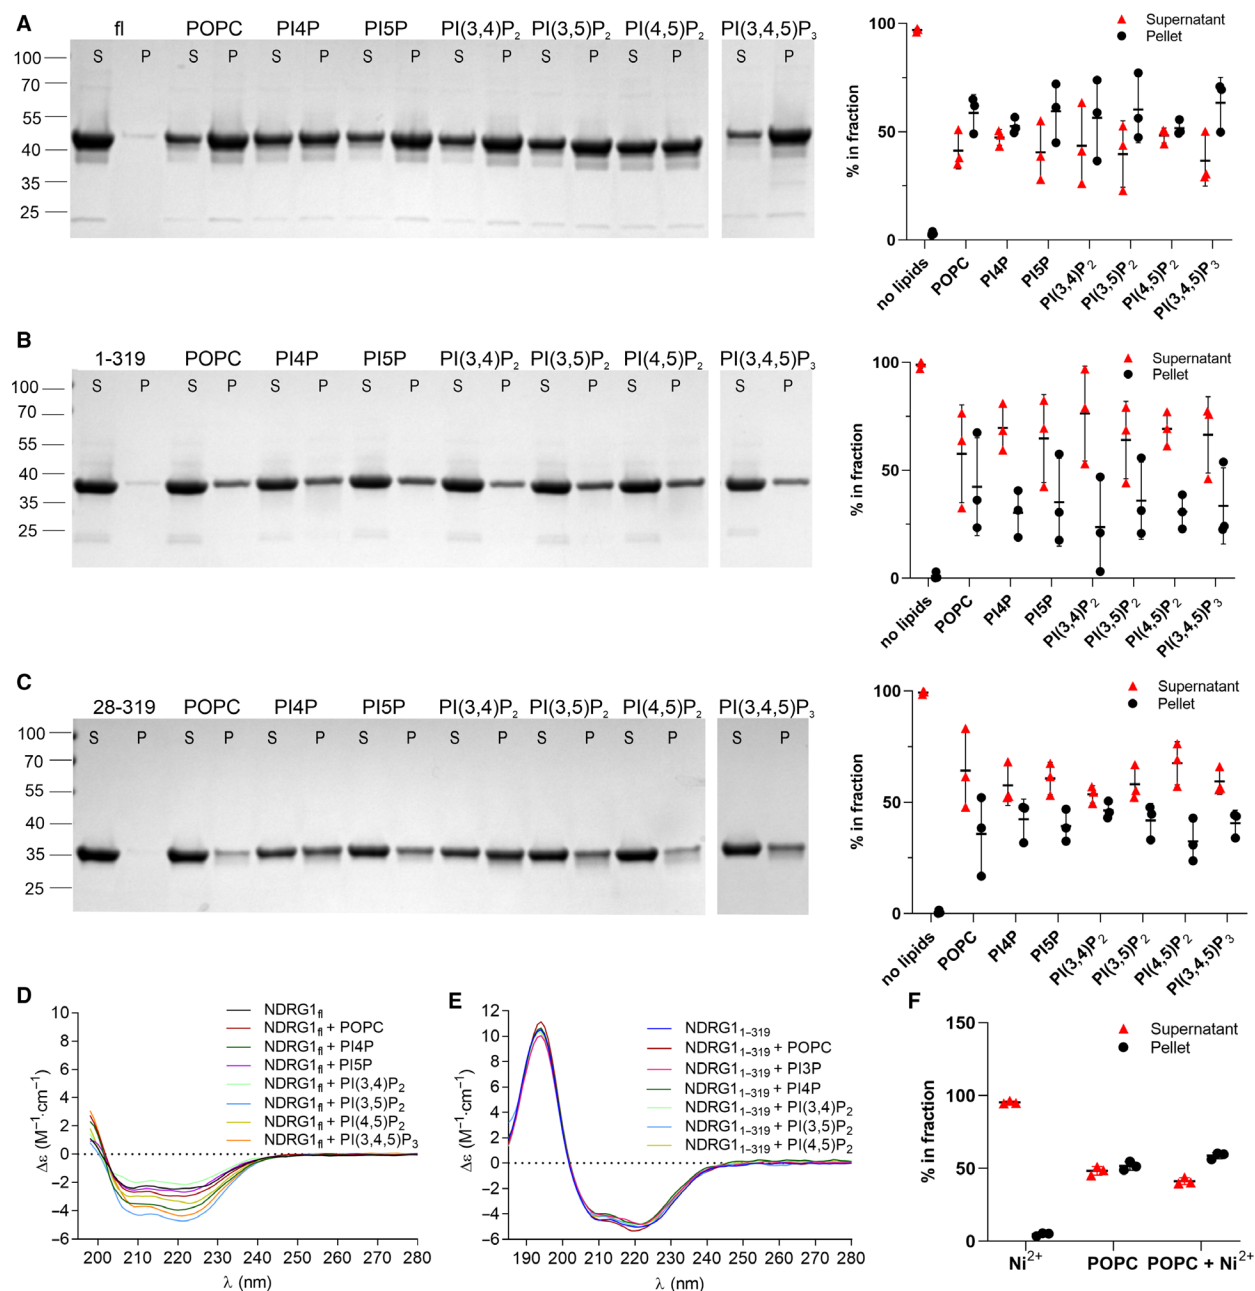 A
fl POPC PI4P PI5P PI(3,4)P2 PI(3,5)P2 PI(4,5)P2 PI(3,4,5)P3
S P S P S P S P S P S P S P S P
100
70
55
40
35
25
100
50
0
% in fraction
Supernatant
Pellet
no lipids POPC PI4P PI5P PI(3,4)P2 PI(3,5)P2 PI(4,5)P2 PI(3,4,5)P3
B
1-319 POPC PI4P PI5P PI(3,4)P2 PI(3,5)P2 PI(4,5)P2 PI(3,4,5)P3
S P S P S P S P S P S P S P S P
100
70
55
40
35
25
100
50
0
% in fraction
Supernatant
Pellet
no lipids POPC PI4P PI5P PI(3,4)P2 PI(3,5)P2 PI(4,5)P2 PI(3,4,5)P3
C
28-319 POPC PI4P PI5P PI(3,4)P2 PI(3,5)P2 PI(4,5)P2 PI(3,4,5)P3
S P S P S P S P S P S P S P S P
100
70
55
40
35
25
100
50
0
% in fraction
Supernatant
Pellet
no lipids POPC PI4P PI5P PI(3,4)P2 PI(3,5)P2 PI(4,5)P2 PI(3,4,5)P3
D
10
8
6
4
2
0
−2
−4
−6
Δε (M−1·cm−1)
NDRG1fl
NDRG1fl + POPC
NDRG1fl + PI4P
NDRG1fl + PI5P
NDRG1fl + PI(3,4)P2
NDRG1fl + PI(3,5)P2
NDRG1fl + PI(4,5)P2
NDRG1fl + PI(3,4,5)P3
200 210 220 230 240 250 260 270 280
λ (nm)
E
12
10
8
6
4
2
0
−2
−4
−6
Δε (M−1·cm−1)
NDRG11–319
NDRG11–319 + POPC
NDRG11–319 + PI3P
NDRG11–319 + PI4P
NDRG11–319 + PI(3,4)P2
NDRG11–319 + PI(3,5)P2
NDRG11–319 + PI(4,5)P2
190 200 210 220 230 240 250 260 270 280
λ (nm)
F
150
100
50
0
% in fraction
Supernatant
Pellet
Ni2+ POPC POPC + Ni2+